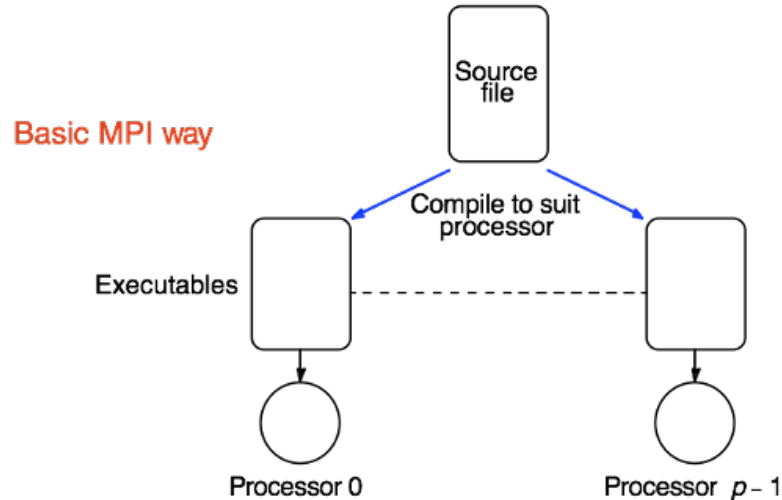 Source
file
Basic MPI way
Compile to suit
processor
Executables
Processor 0
Processor p – 1